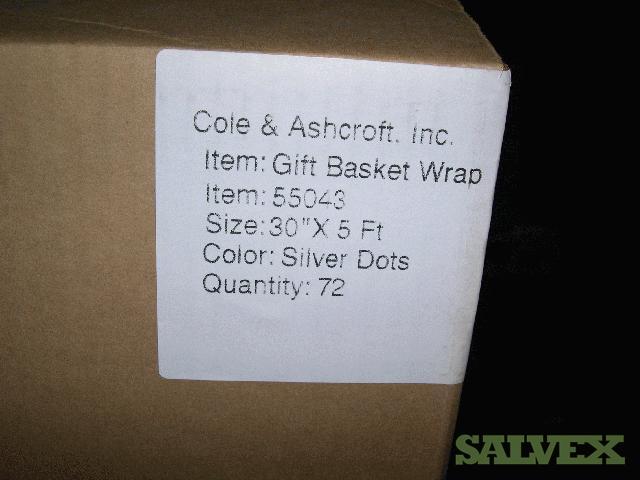 Cole & Ashcroft. Inc.
Item: Gift Basket Wrap
Item: 55043
Size: 30"X 5 Ft
Color: Silver Dots
Quantity: 72
SALVEX